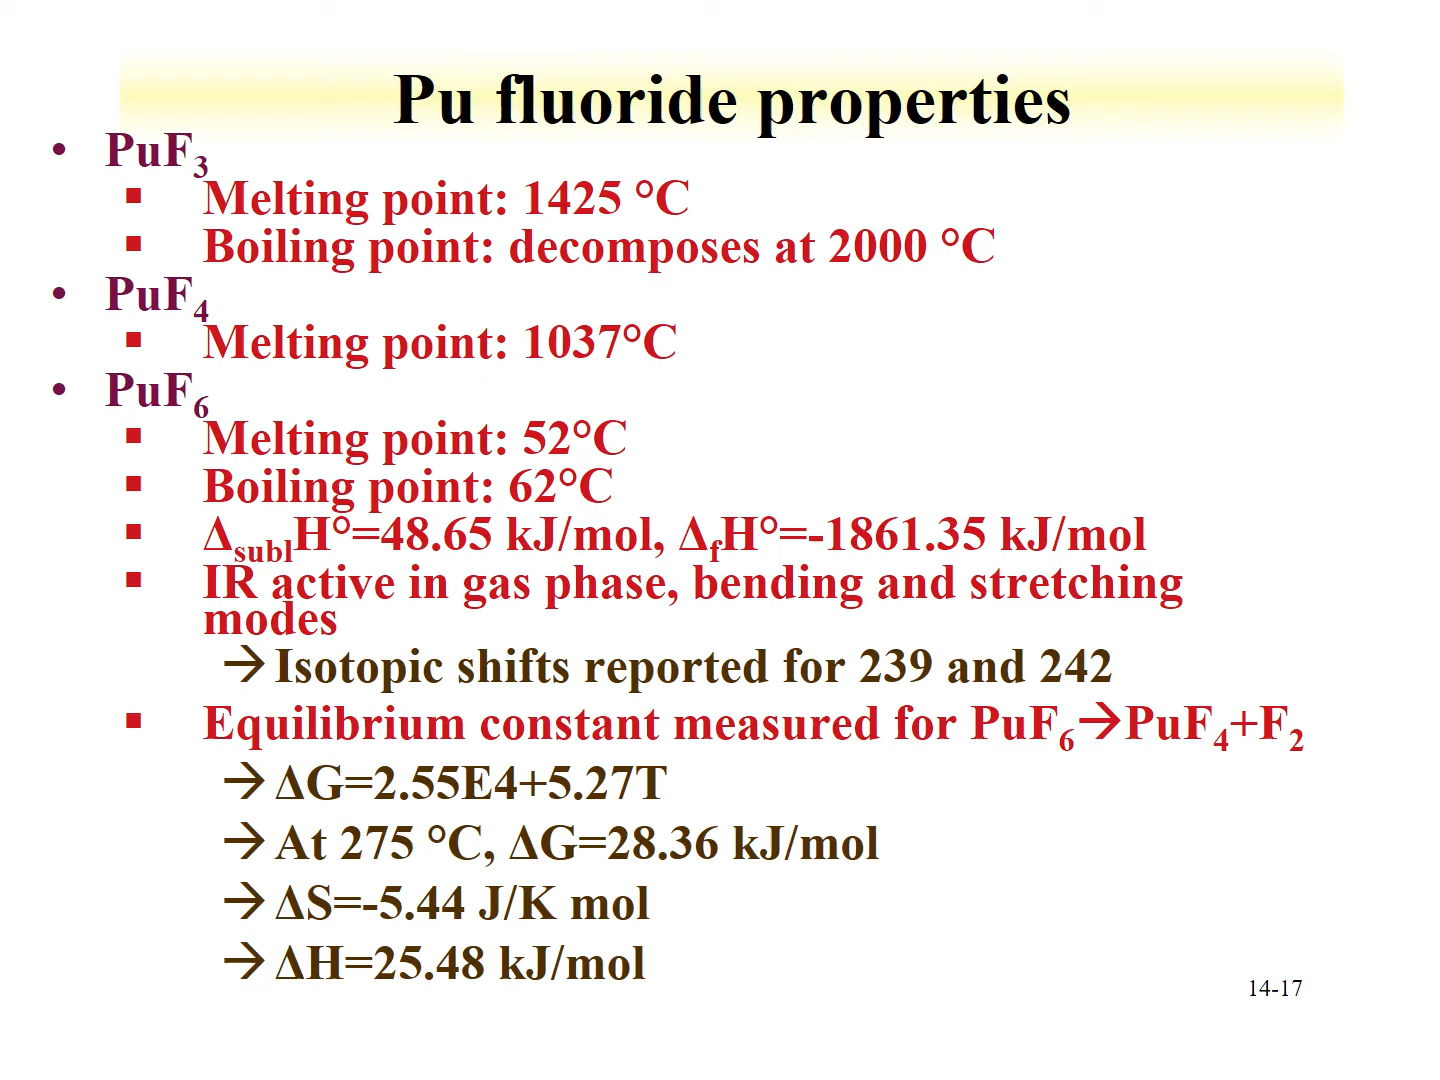 Pu fluoride properties
• PuF₃
▪ Melting point: 1425 °C
▪ Boiling point: decomposes at 2000 °C
• PuF₄
▪ Melting point: 1037°C
• PuF₆
▪ Melting point: 52°C
▪ Boiling point: 62°C
▪ ΔsublH°=48.65 kJ/mol, ΔfH°=-1861.35 kJ/mol
▪ IR active in gas phase, bending and stretching
modes
→ Isotopic shifts reported for 239 and 242
▪ Equilibrium constant measured for PuF₆→PuF₄+F₂
→ ΔG=2.55E4+5.27T
→ At 275 °C, ΔG=28.36 kJ/mol
→ ΔS=-5.44 J/K mol
→ ΔH=25.48 kJ/mol
14-17